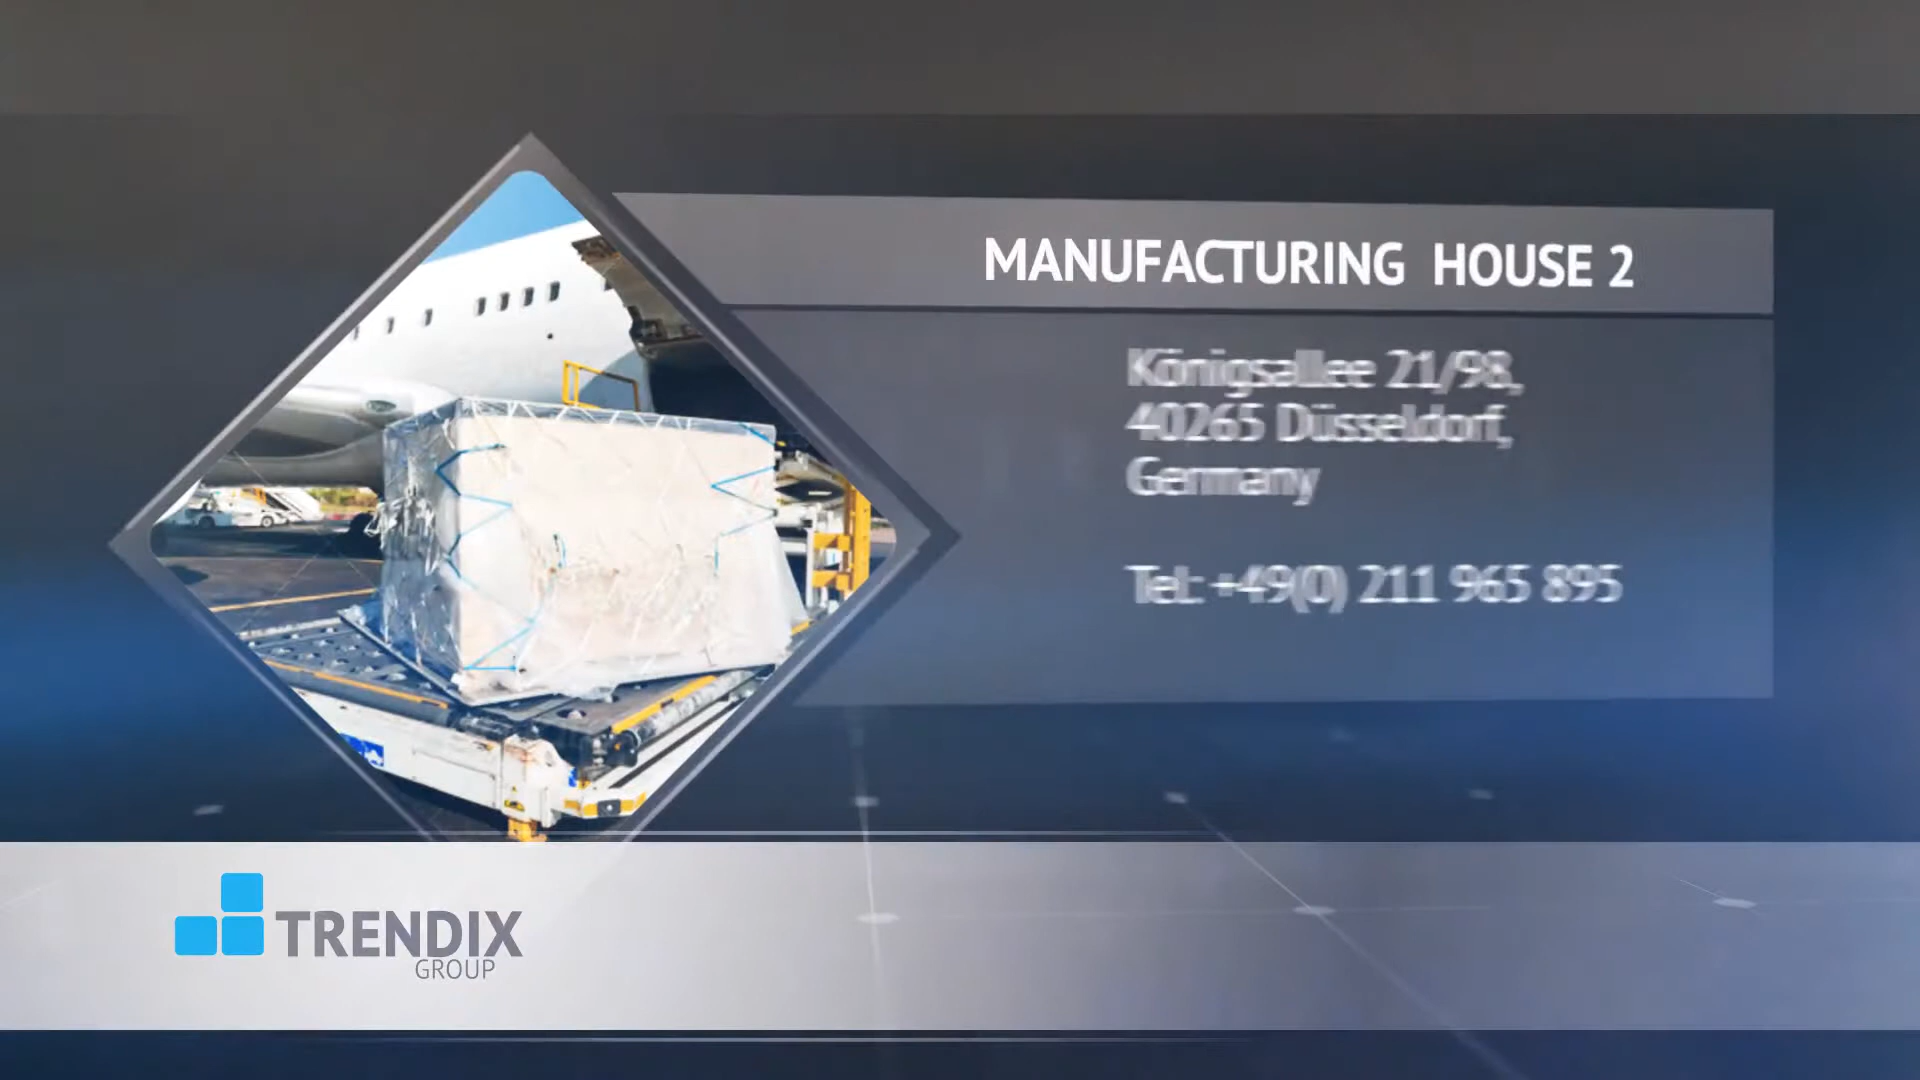 MANUFACTURING HOUSE 2
Königsallee 21/98,
40265 Düsseldorf,
Germany
Tel.: +49(0) 211 965 895
TRENDIX
GROUP